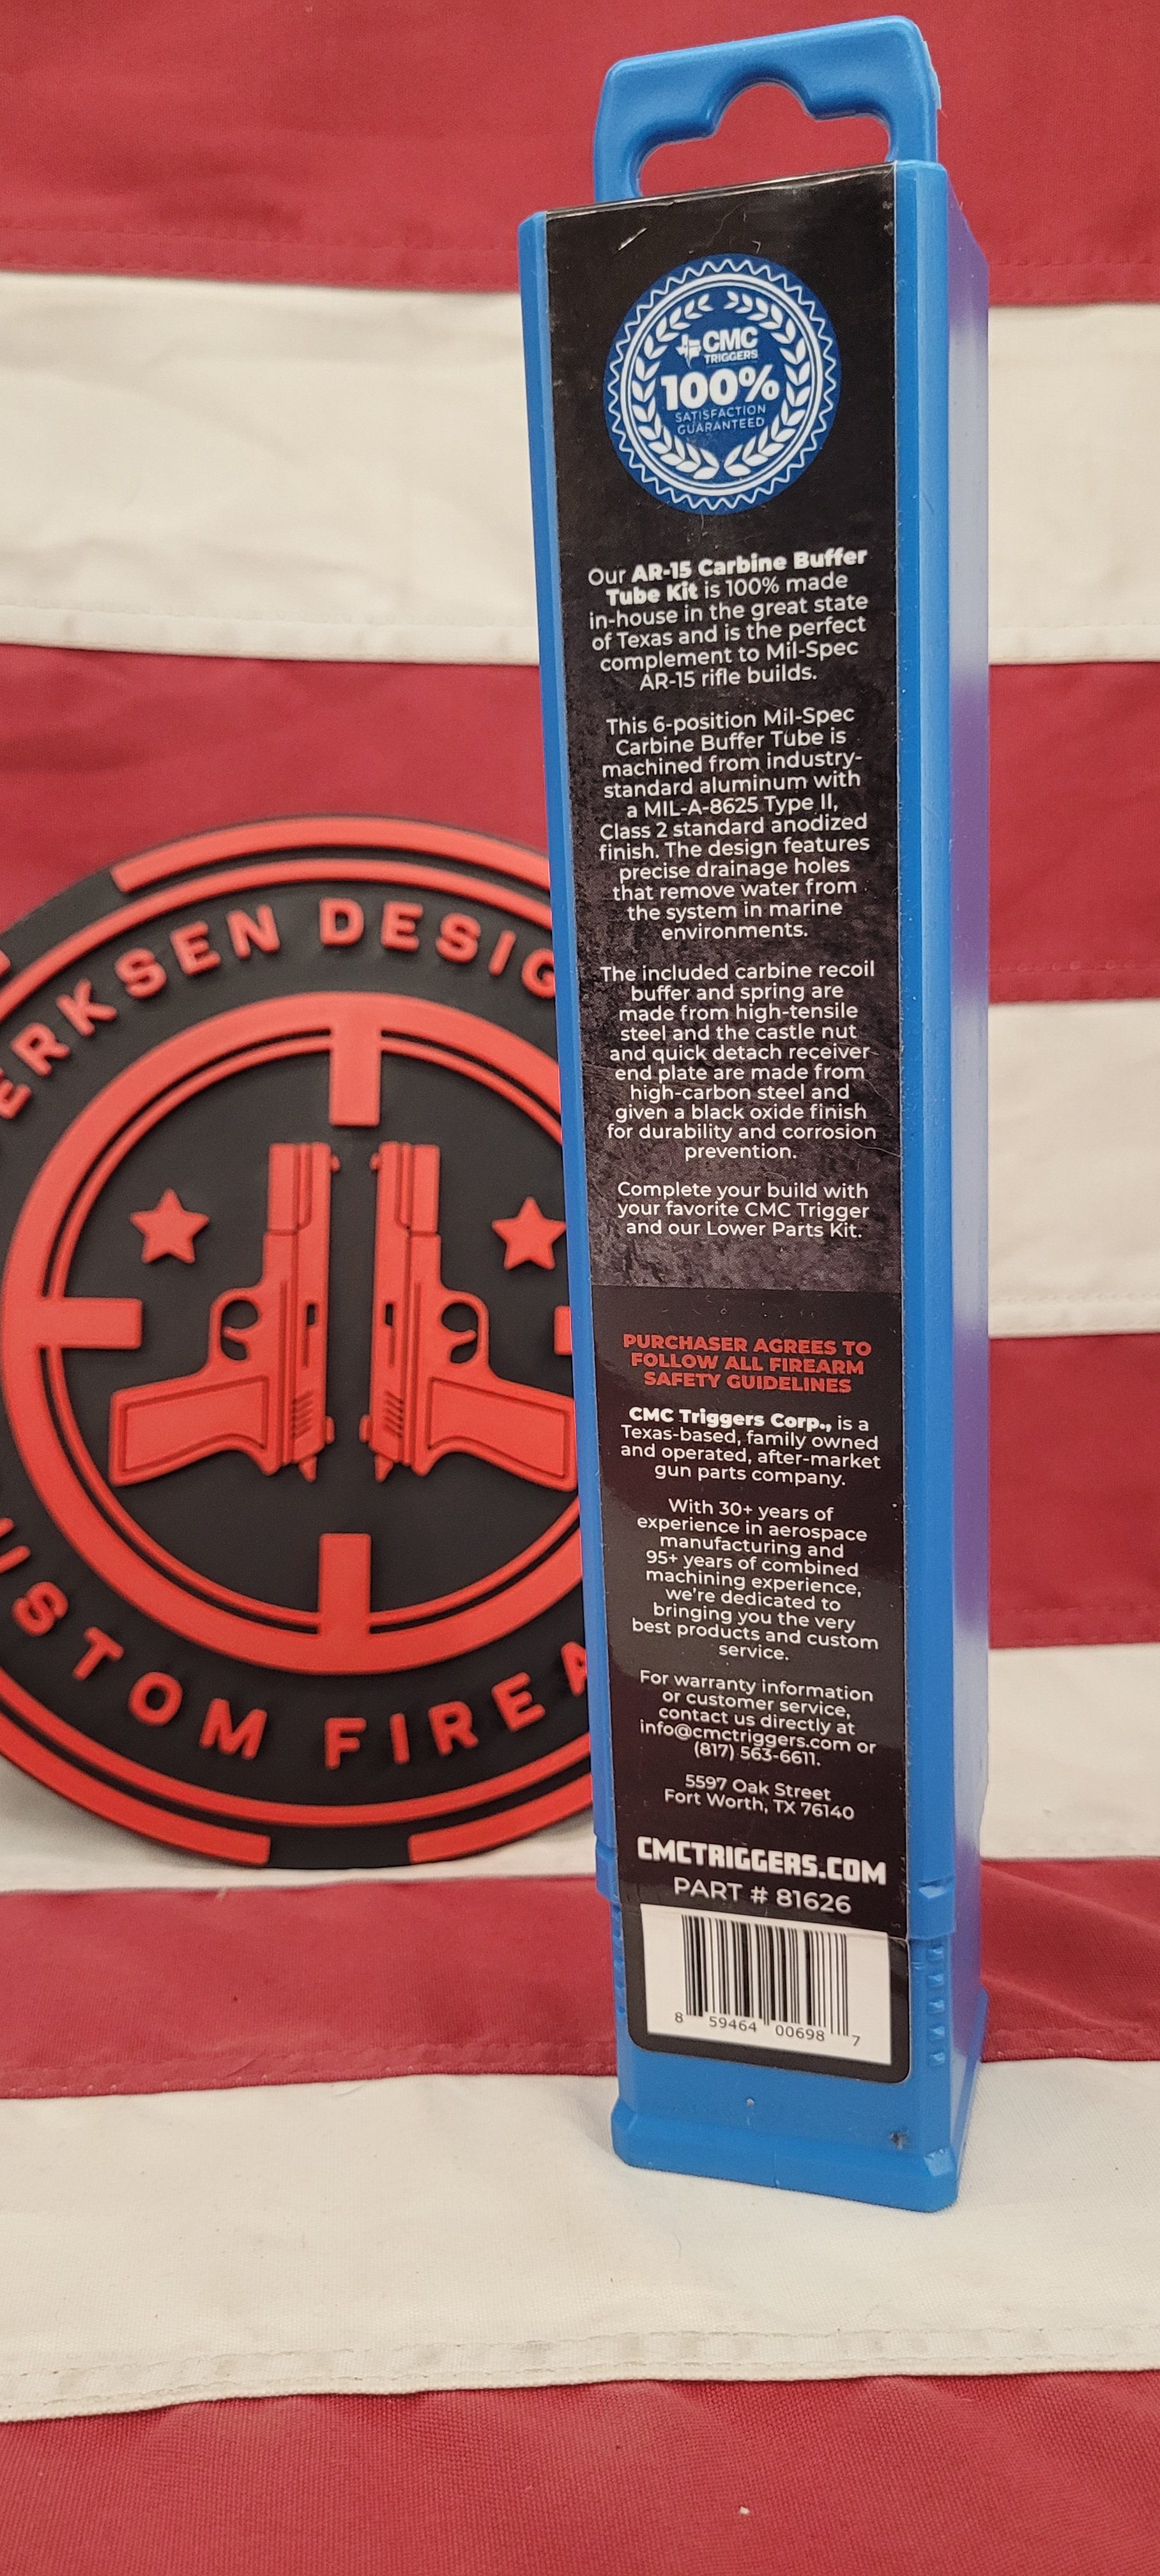 CMC
TRIGGERS
100%
SATISFACTION
GUARANTEED
Our AR-15 Carbine Buffer
Tube Kit is 100% made
in-house in the great state
of Texas and is the perfect
complement to Mil-Spec
AR-15 rifle builds.
This 6-position Mil-Spec
Carbine Buffer Tube is
machined from industry-
standard aluminum with
a MIL-A-8625 Type II,
Class 2 standard anodized
finish. The design features
precise drainage holes
that remove water from
the system in marine
environments.
The included carbine recoil
buffer and spring are
made from high-tensile
steel and the castle nut
and quick detach receiver
end plate are made from
high-carbon steel and
given a black oxide finish
for durability and corrosion
prevention.
Complete your build with
your favorite CMC Trigger
and our Lower Parts Kit.
PURCHASER AGREES TO
FOLLOW ALL FIREARM
SAFETY GUIDELINES
CMC Triggers Corp., is a
Texas-based, family owned
and operated, after-market
gun parts company.
With 30+ years of
experience in aerospace
manufacturing and
95+ years of combined
machining experience,
we're dedicated to
bringing you the very
best products and custom
service.
For warranty information
or customer service,
contact us directly at
info@cmctriggers.com or
(817) 563-6611.
5597 Oak Street
Fort Worth, TX 76140
CMCTRIGGERS.COM
PART # 81626
8 59464 00698 7
ERKSEN DESIG
USTOM FIREA